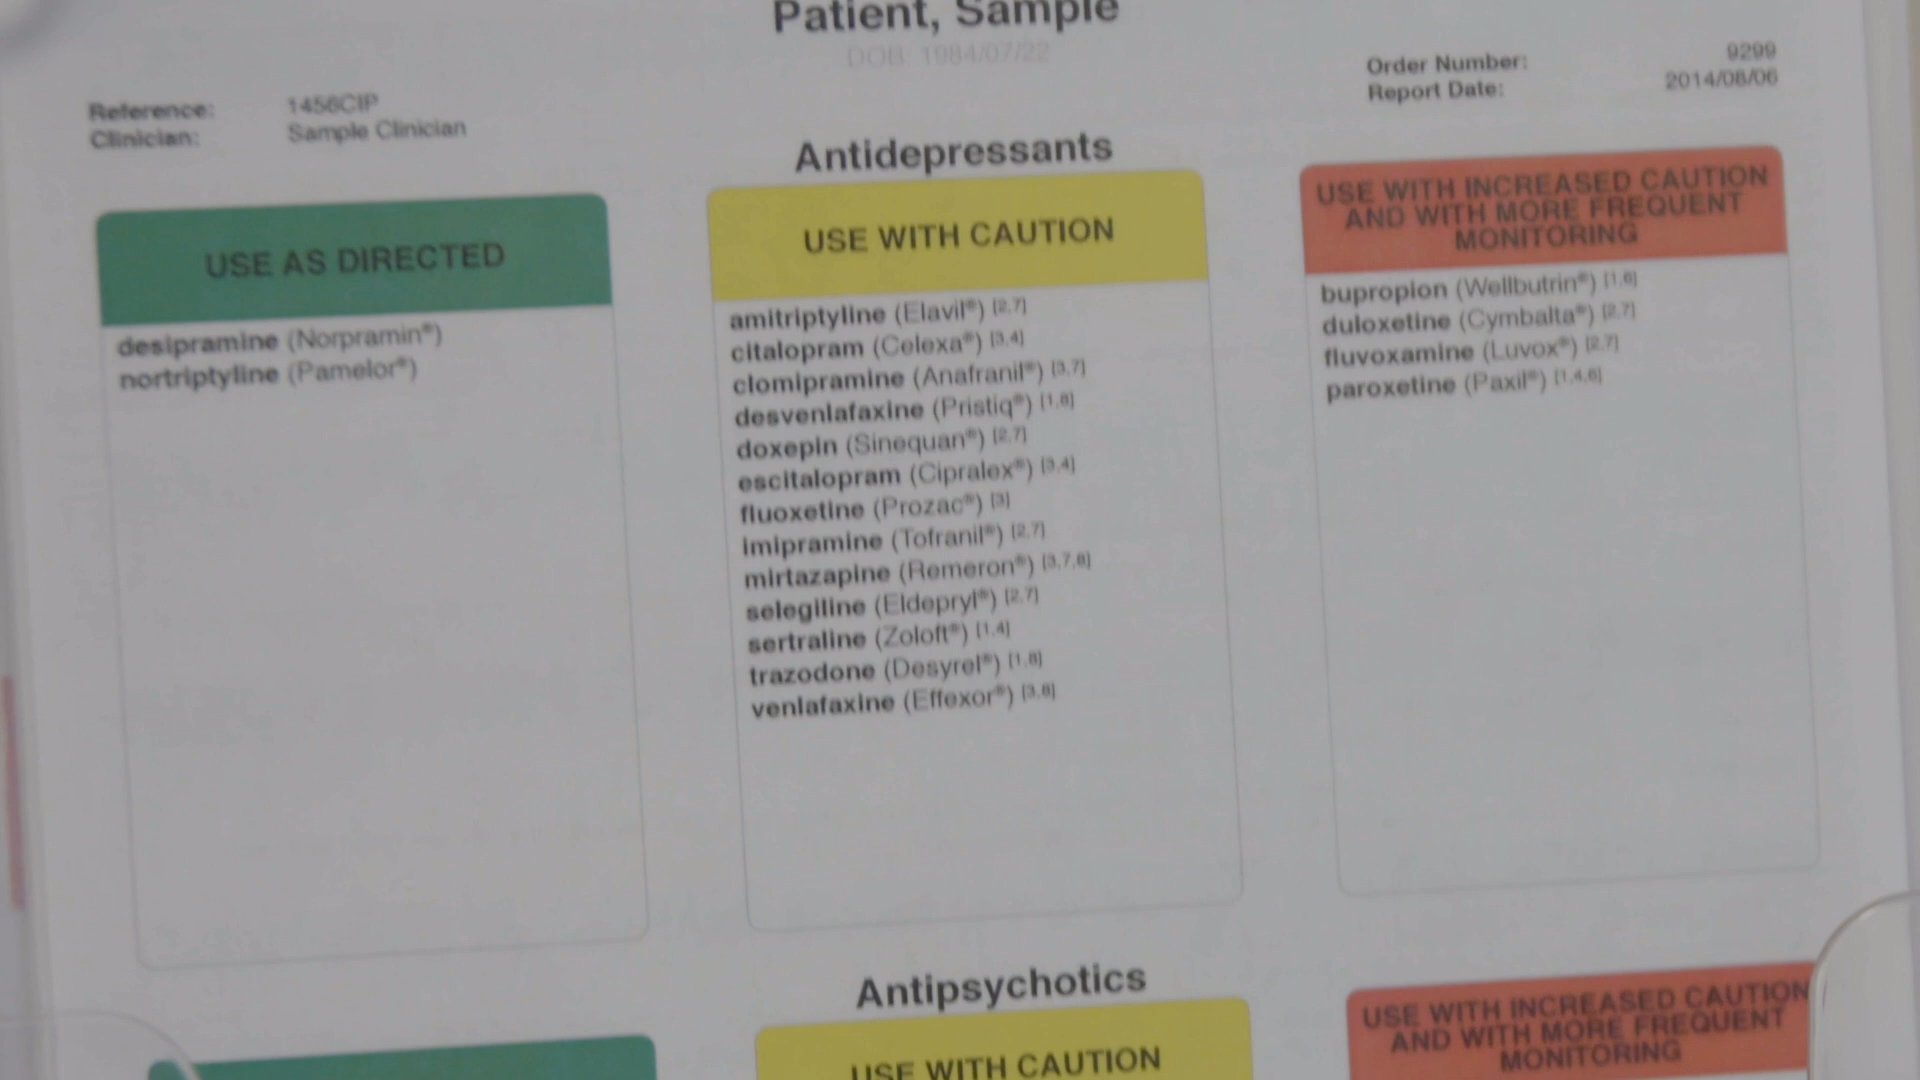 Patient, Sample
DOB: 1984/07/22
Reference: 1456CIP
Clinician: Sample Clinician
Order Number: 9299
Report Date: 2014/08/06
Antidepressants
USE AS DIRECTED
desipramine (Norpramin®)
nortriptyline (Pamelor®)
USE WITH CAUTION
amitriptyline (Elavil®) [2,7]
citalopram (Celexa®) [3,4]
clomipramine (Anafranil®) [3,7]
desvenlafaxine (Pristiq®) [1,8]
doxepin (Sinequan®) [2,7]
escitalopram (Cipralex®) [3,4]
fluoxetine (Prozac®) [3]
imipramine (Tofranil®) [2,7]
mirtazapine (Remeron®) [3,7,8]
selegiline (Eldepryl®) [2,7]
sertraline (Zoloft®) [1,4]
trazodone (Desyrel®) [1,8]
venlafaxine (Effexor®) [3,8]
USE WITH INCREASED CAUTION
AND WITH MORE FREQUENT
MONITORING
bupropion (Wellbutrin®) [1,6]
duloxetine (Cymbalta®) [2,7]
fluvoxamine (Luvox®) [2,7]
paroxetine (Paxil®) [1,4,6]
Antipsychotics
USE WITH CAUTION
USE WITH INCREASED CAUTION
AND WITH MORE FREQUENT
MONITORING